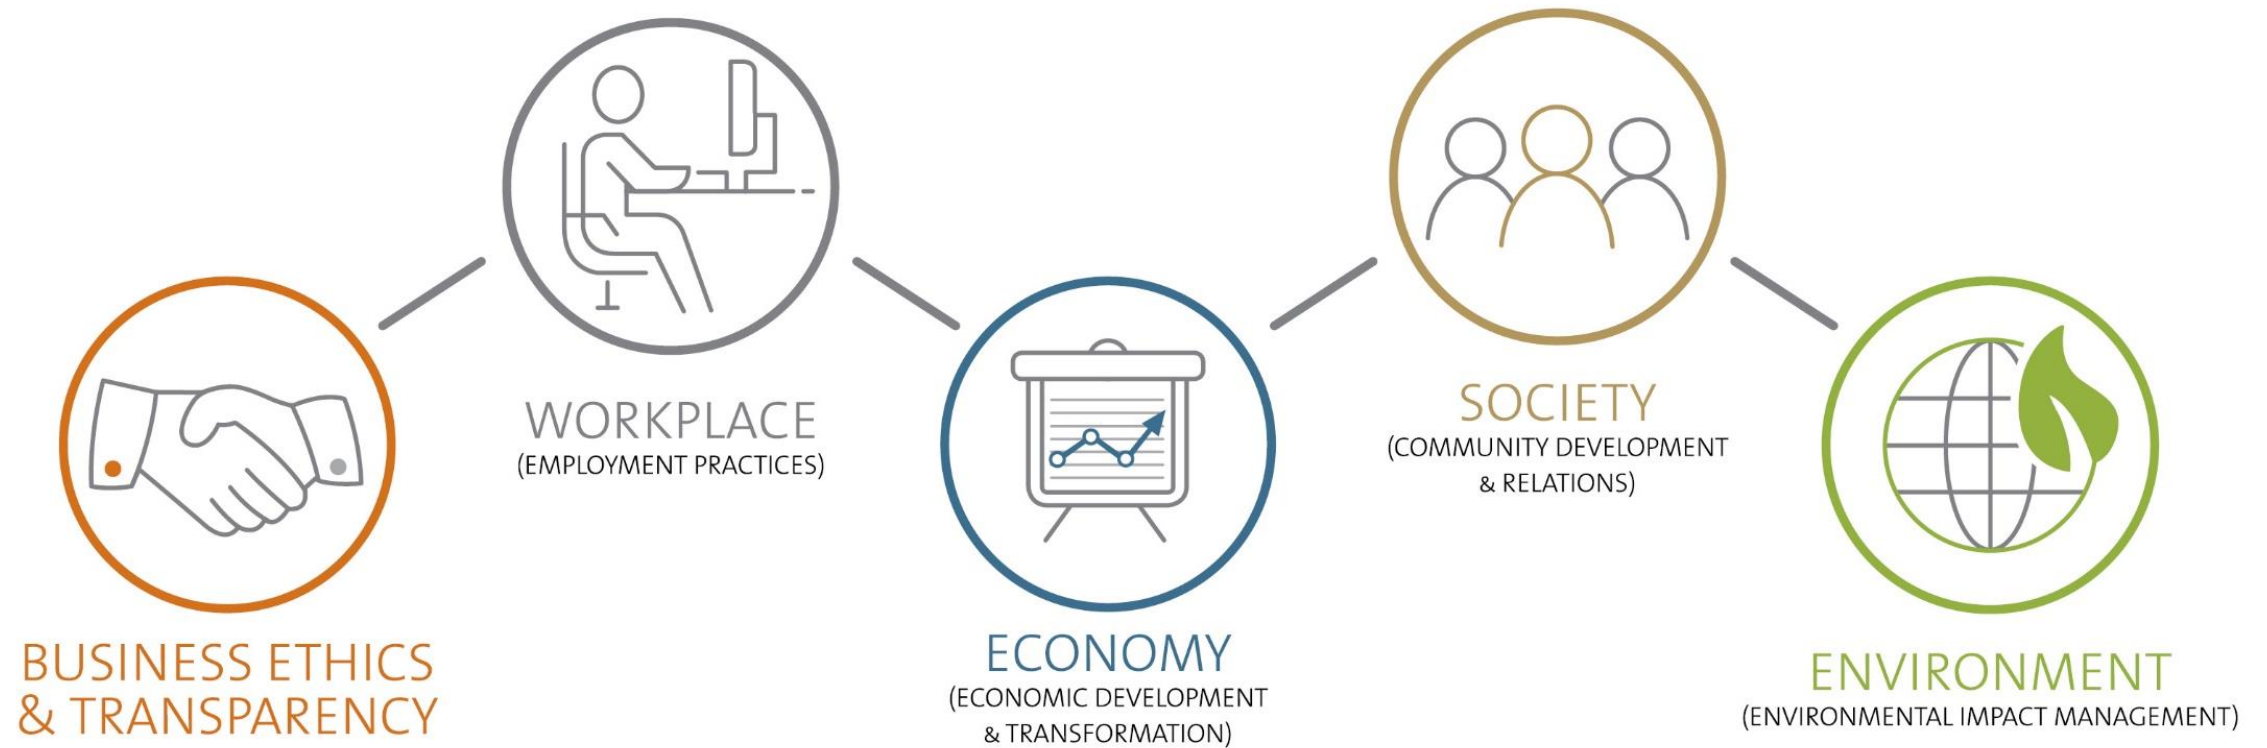 BUSINESS ETHICS
& TRANSPARENCY
WORKPLACE
(EMPLOYMENT PRACTICES)
ECONOMY
(ECONOMIC DEVELOPMENT
& TRANSFORMATION)
SOCIETY
(COMMUNITY DEVELOPMENT
& RELATIONS)
ENVIRONMENT
(ENVIRONMENTAL IMPACT MANAGEMENT)